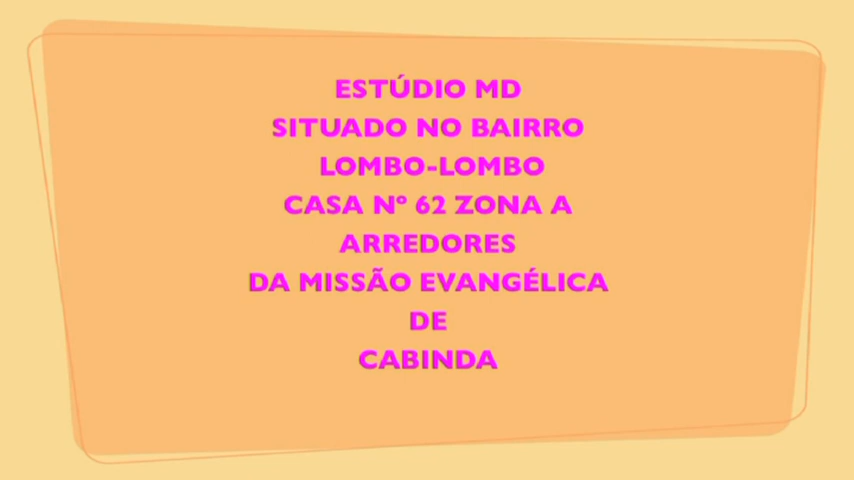 ESTÚDIO MD
SITUADO NO BAIRRO
LOMBO-LOMBO
CASA Nº 62 ZONA A
ARREDORES
DA MISSÃO EVANGÉLICA
DE
CABINDA